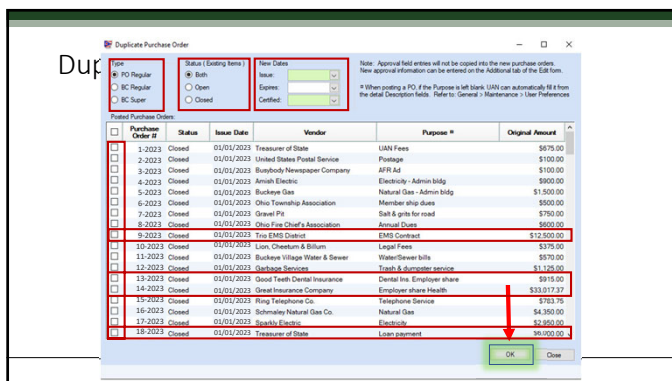 Dup
Duplicate Purchase Order
Type
PO Regular
BC Regular
BC Super
Status ( Existing Items )
Both
Open
Closed
New Dates
Issue:
Expires:
Certified:
Note: Approval field entries will not be copied into the new purchase orders.
New approval information can be entered on the Additional tab of the Edit form.
¤ When posting a PO, if the Purpose is left blank UAN can automatically fill it from
the detail Description fields. Refer to: General > Maintenance > User Preferences
Posted Purchase Orders:
Purchase Order # Status Issue Date Vendor Purpose ¤ Original Amount
1-2023 Closed 01/01/2023 Treasurer of State UAN Fees $675.00
2-2023 Closed 01/01/2023 United States Postal Service Postage $100.00
3-2023 Closed 01/01/2023 Busybody Newspaper Company AFR Ad $100.00
4-2023 Closed 01/01/2023 Amish Electric Electricity - Admin bldg $900.00
5-2023 Closed 01/01/2023 Buckeye Gas Natural Gas - Admin bldg $1,500.00
6-2023 Closed 01/01/2023 Ohio Township Association Member ship dues $500.00
7-2023 Closed 01/01/2023 Gravel Pit Salt & grits for road $750.00
8-2023 Closed 01/01/2023 Ohio Fire Chief's Association Annual Dues $600.00
9-2023 Closed 01/01/2023 Trio EMS District EMS Contract $12,500.00
10-2023 Closed 01/01/2023 Lion, Cheetum & Billum Legal Fees $375.00
11-2023 Closed 01/01/2023 Buckeye Village Water & Sewer Water/Sewer bills $570.00
12-2023 Closed 01/01/2023 Garbage Services Trash & dumpster service $1,125.00
13-2023 Closed 01/01/2023 Good Teeth Dental Insurance Dental Ins. Employer share $915.00
14-2023 Closed 01/01/2023 Great Insurance Company Employer share Health $33,017.37
15-2023 Closed 01/01/2023 Ring Telephone Co. Telephone Service $783.75
16-2023 Closed 01/01/2023 Schmaley Natural Gas Co. Natural Gas $4,350.00
17-2023 Closed 01/01/2023 Sparkly Electric Electricity $2,950.00
18-2023 Closed 01/01/2023 Treasurer of State Loan payment $6,000.00
OK Close